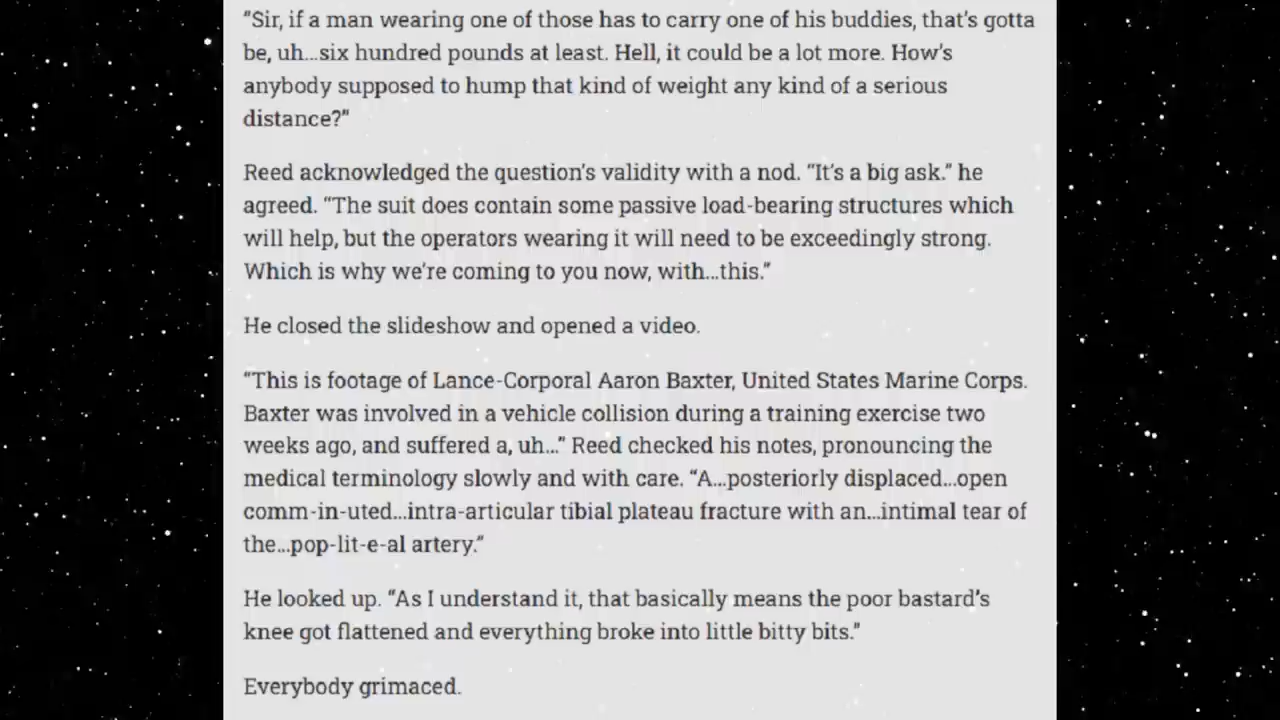 “Sir, if a man wearing one of those has to carry one of his buddies, that’s gotta
be, uh...six hundred pounds at least. Hell, it could be a lot more. How’s
anybody supposed to hump that kind of weight any kind of a serious
distance?”
Reed acknowledged the question’s validity with a nod. “It’s a big ask.” he
agreed. “The suit does contain some passive load-bearing structures which
will help, but the operators wearing it will need to be exceedingly strong.
Which is why we’re coming to you now, with...this.”
He closed the slideshow and opened a video.
“This is footage of Lance-Corporal Aaron Baxter, United States Marine Corps.
Baxter was involved in a vehicle collision during a training exercise two
weeks ago, and suffered a, uh...” Reed checked his notes, pronouncing the
medical terminology slowly and with care. “A...posteriorly displaced...open
comm-in-uted...intra-articular tibial plateau fracture with an...intimal tear of
the...pop-lit-e-al artery.”
He looked up. “As I understand it, that basically means the poor bastard’s
knee got flattened and everything broke into little bitty bits.”
Everybody grimaced.